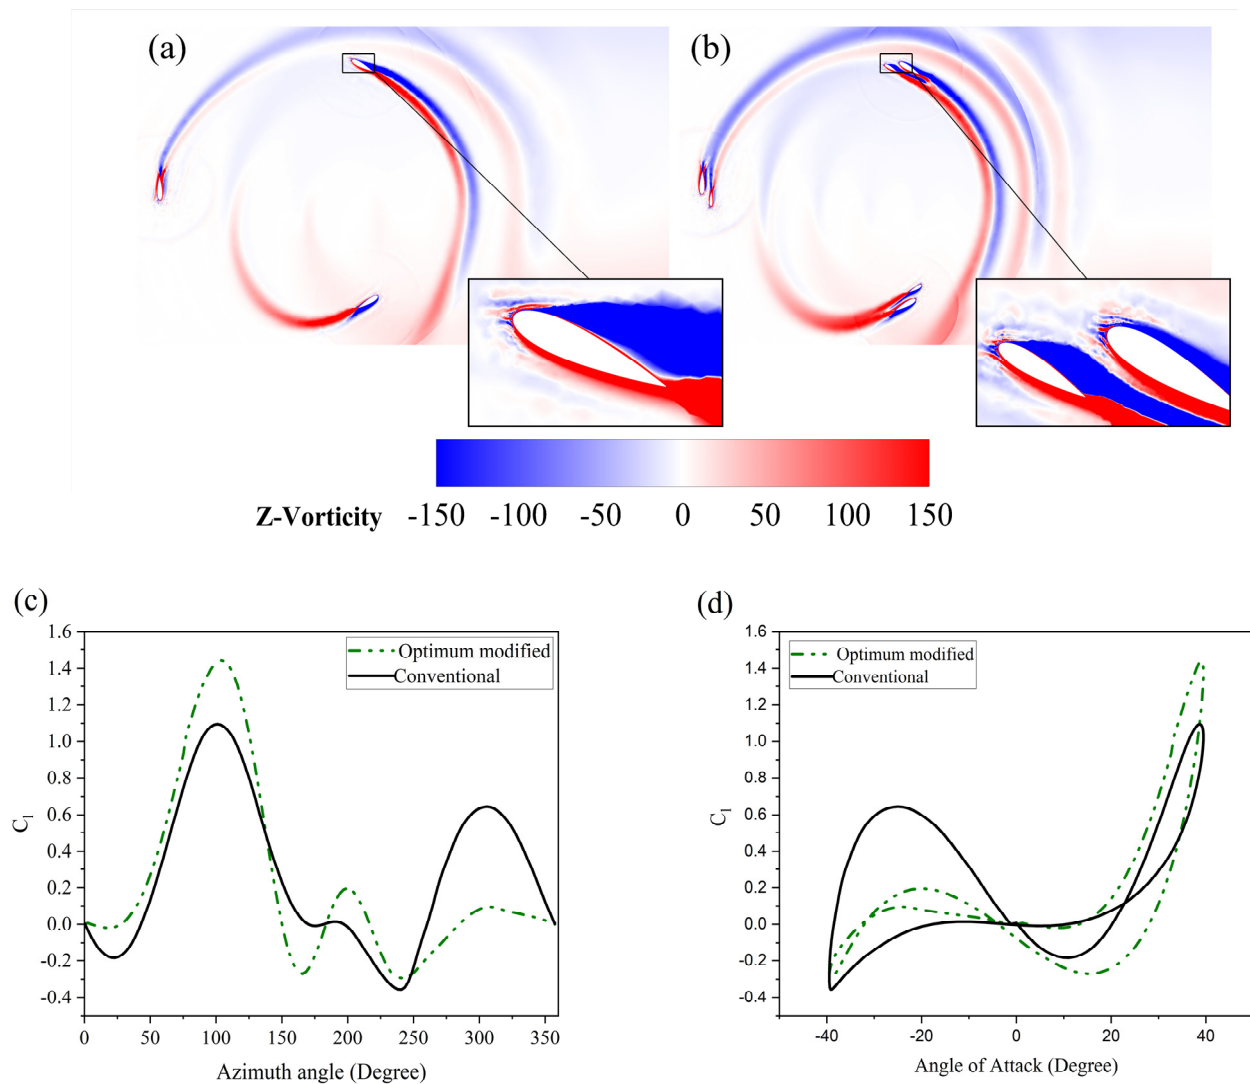 (a)
(b)
Z-Vorticity -150 -100 -50 0 50 100 150
(c)
1.6
1.4
1.2
1.0
0.8
0.6
0.4
0.2
0.0
-0.2
-0.4
C1
Optimum modified
Conventional
0 50 100 150 200 250 300 350
Azimuth angle (Degree)
(d)
1.6
1.4
1.2
1.0
0.8
0.6
0.4
0.2
0.0
-0.2
-0.4
C1
Optimum modified
Conventional
-40 -20 0 20 40
Angle of Attack (Degree)